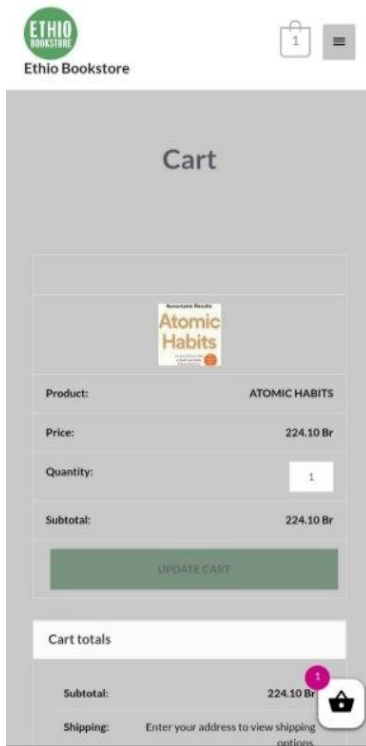 ETHIO
BOOKSTORE
Ethio Bookstore
1
Cart
Remarkable Results
Atomic
Habits
Product: ATOMIC HABITS
Price: 224.10 Br
Quantity: 1
Subtotal: 224.10 Br
UPDATE CART
Cart totals
1
Subtotal: 224.10 Br
Shipping: Enter your address to view shipping
options.